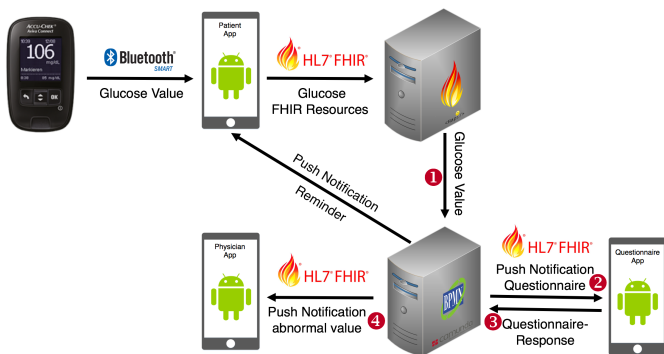 ACCU-CHEK®
Aviva Connect
106
mg/dL
OK
Bluetooth®
SMART
Glucose Value
Patient
App
HL7® FHIR®
Glucose
FHIR Resources
1
Glucose Value
Push Notification
Reminder
Physician
App
HL7® FHIR®
Push Notification
abnormal value
4
BPMN
camunda
HL7® FHIR®
Push Notification
Questionnaire
2
3
Questionnaire-
Response
Questionnaire
App